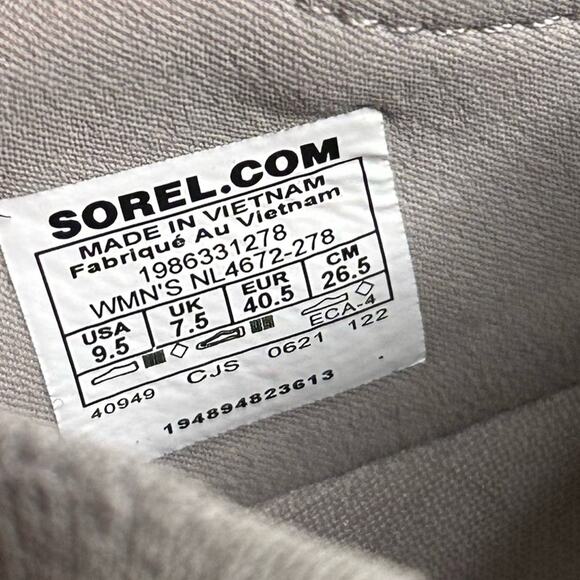 SOREL.COM
MADE IN VIETNAM
Fabriqué Au Vietnam
1986331278
WMN'S NL4672-278
USA UK EUR CM
9.5 7.5 40.5 26.5
ECA-4
40949 CJS 0621 122
194894823613